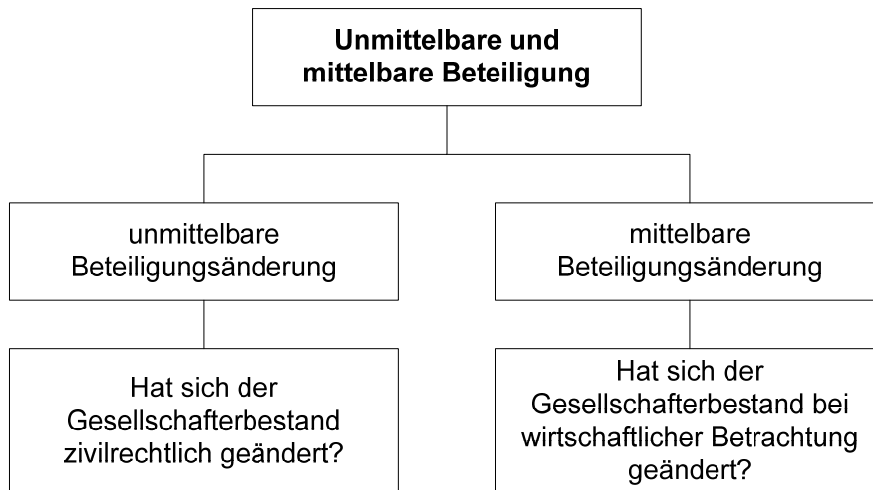 Unmittelbare und
mittelbare Beteiligung
unmittelbare
Beteiligungsänderung
mittelbare
Beteiligungsänderung
Hat sich der
Gesellschafterbestand
zivilrechtlich geändert?
Hat sich der
Gesellschafterbestand bei
wirtschaftlicher Betrachtung
geändert?